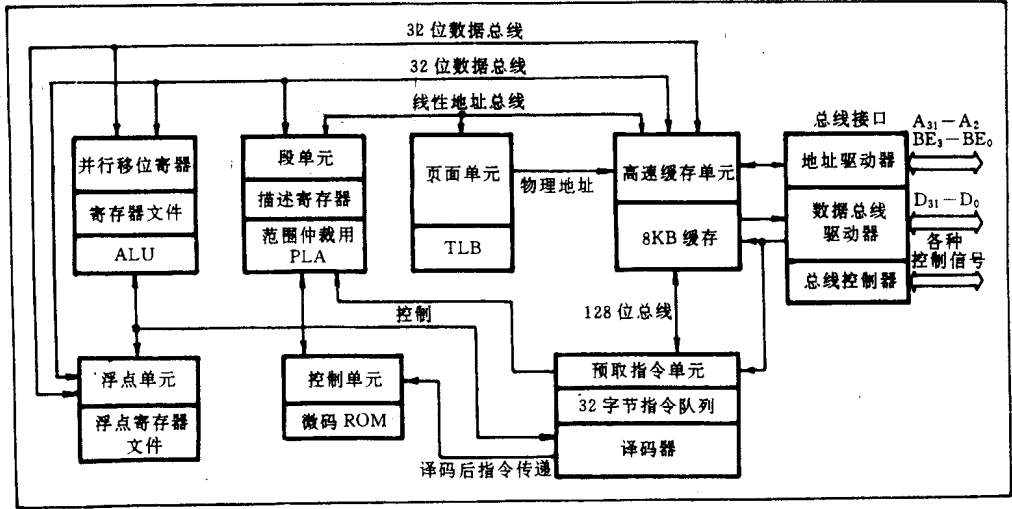 32位数据总线
32位数据总线
线性地址总线
总线接口
A31－A2
BE3－BE0
并行移位寄器
段单元
页面单元
物理地址
高速缓存单元
地址驱动器
寄存器文件
描述寄存器
D31－D0
ALU
范围仲裁用
PLA
TLB
8KB缓存
数据总线
驱动器
各种
控制信号
总线控制器
128位总线
控制
浮点单元
控制单元
预取指令单元
浮点寄存器
文件
微码ROM
32字节指令队列
译码器
译码后指令传递